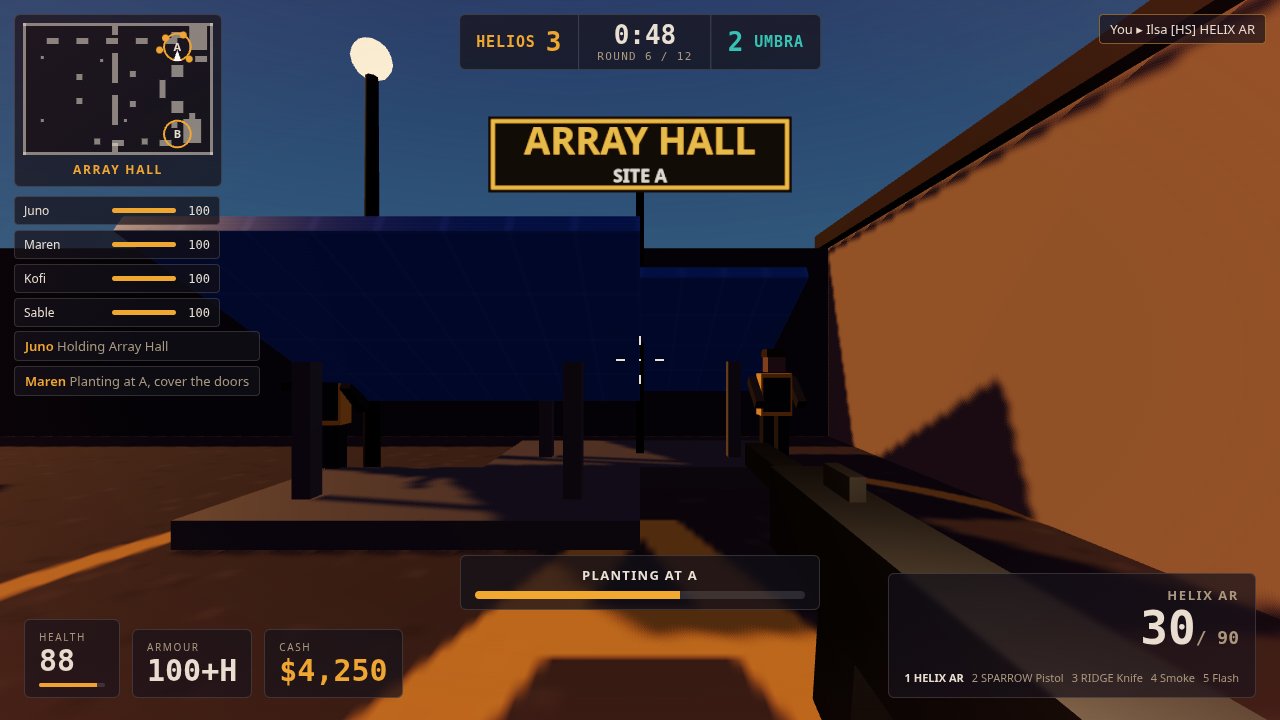 A
B
ARRAY HALL
HELIOS 3
0:48
ROUND 6 / 12
2 UMBRA
You ▸ Ilsa [HS] HELIX AR
ARRAY HALL
SITE A
Juno 100
Maren 100
Kofi 100
Sable 100
Juno Holding Array Hall
Maren Planting at A, cover the doors
PLANTING AT A
HEALTH
88
ARMOUR
100+H
CASH
$4,250
HELIX AR
30 / 90
1 HELIX AR 2 SPARROW Pistol 3 RIDGE Knife 4 Smoke 5 Flash